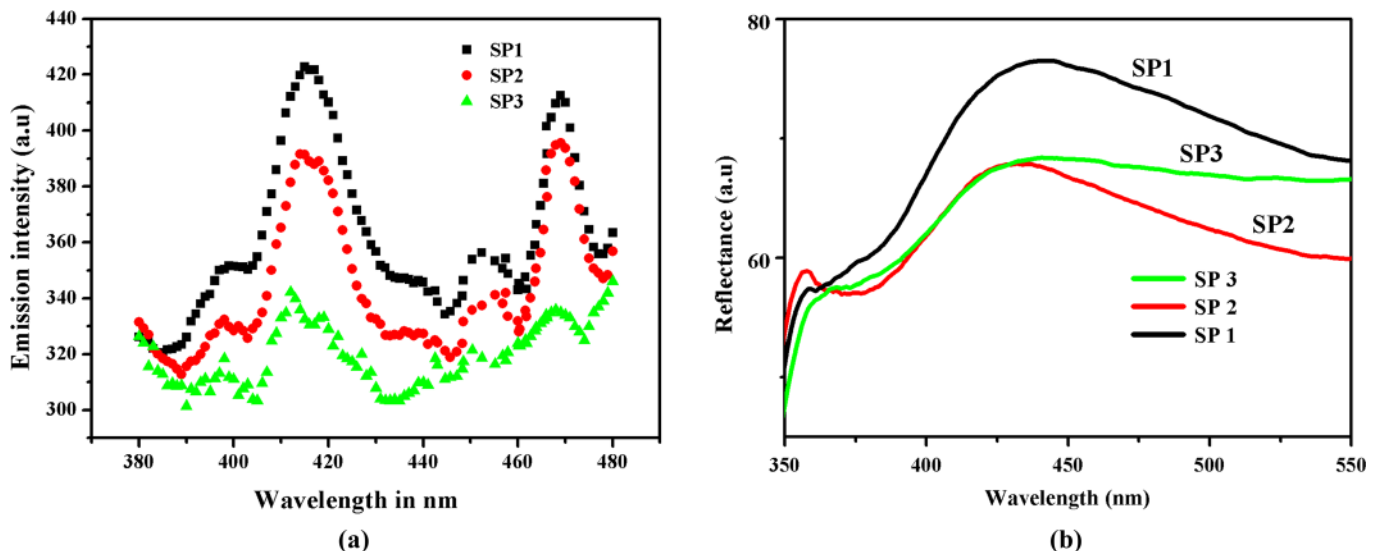 440
420
400
380
360
340
320
300
Emission intensity (a.u)
SP1
SP2
SP3
380 400 420 440 460 480
Wavelength in nm
(a)
80
60
Reflectance (a.u)
SP1
SP3
SP2
SP 3
SP 2
SP 1
350 400 450 500 550
Wavelength (nm)
(b)